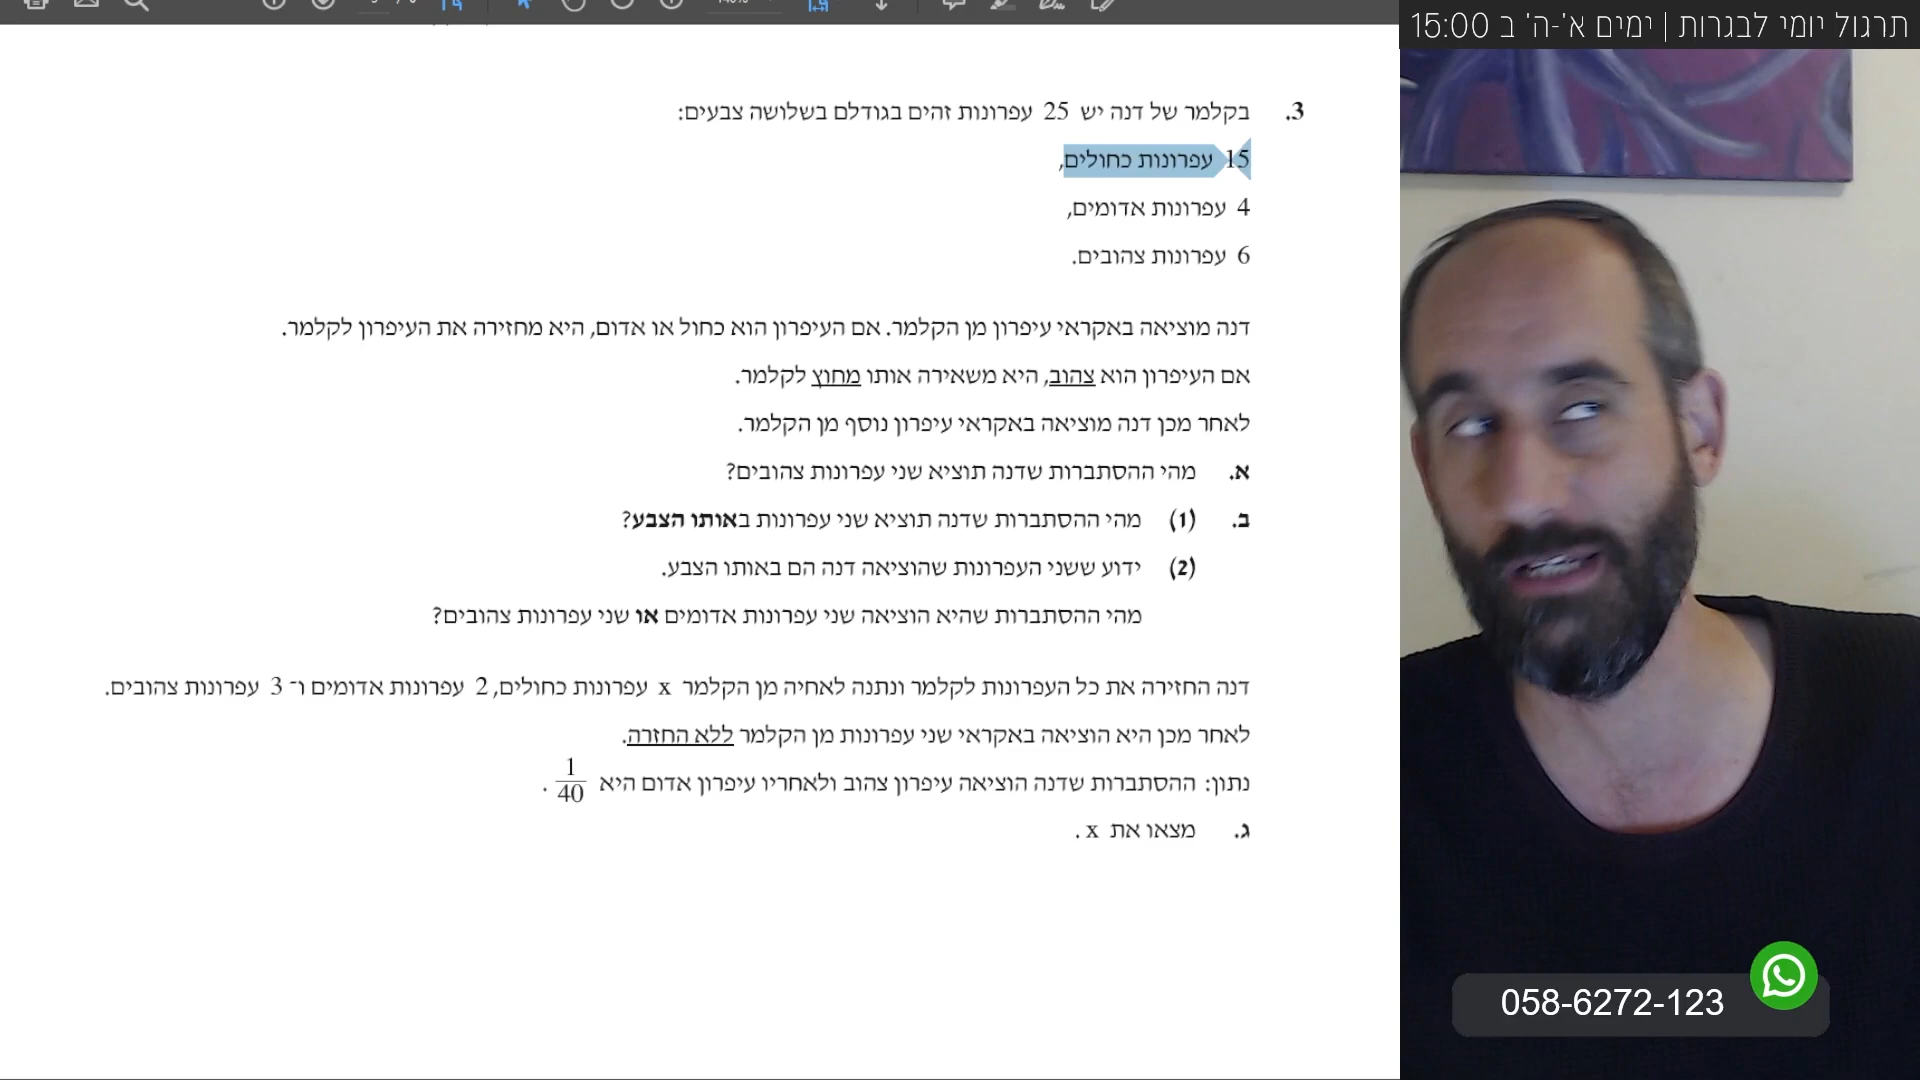 תרגול יומי לבגרות | ימים א'-ה' ב 15:00
3. בקלמר של דנה יש 25 עפרונות זהים בגודלם בשלושה צבעים:
15 עפרונות כחולים,
4 עפרונות אדומים,
6 עפרונות צהובים.
דנה מוציאה באקראי עיפרון מן הקלמר. אם העיפרון הוא כחול או אדום, היא מחזירה את העיפרון לקלמר.
אם העיפרון הוא צהוב, היא משאירה אותו מחוץ לקלמר.
לאחר מכן דנה מוציאה באקראי עיפרון נוסף מן הקלמר.
א. מהי ההסתברות שדנה תוציא שני עפרונות צהובים?
ב. (1) מהי ההסתברות שדנה תוציא שני עפרונות באותו הצבע?
(2) ידוע ששני העפרונות שהוציאה דנה הם באותו הצבע.
מהי ההסתברות שהיא הוציאה שני עפרונות אדומים או שני עפרונות צהובים?
דנה החזירה את כל העפרונות לקלמר ונתנה לאחיה מן הקלמר x עפרונות כחולים, 2 עפרונות אדומים ו־3 עפרונות צהובים.
לאחר מכן היא הוציאה באקראי שני עפרונות מן הקלמר ללא החזרה.
נתון: ההסתברות שדנה הוציאה עיפרון צהוב ולאחריו עיפרון אדום היא 1/40.
ג. מצאו את x.
058-6272-123